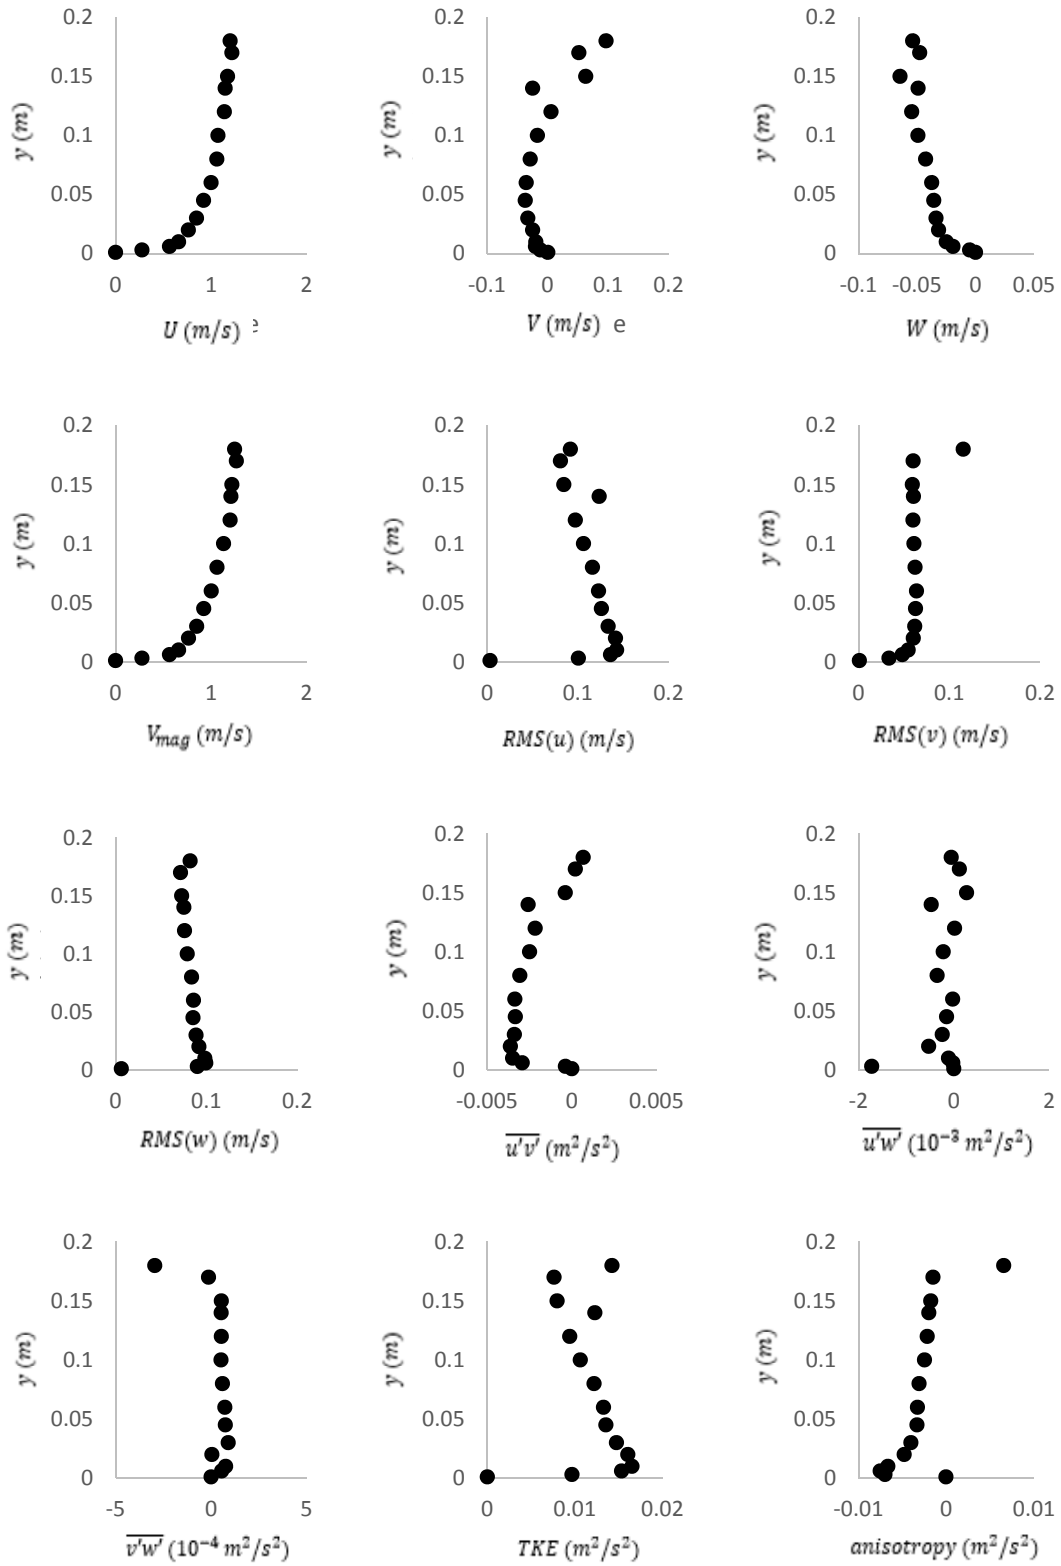 0.2 0.2 0.2
0.15 0.15 0.15
y (m) y (m) y (m)
0.1 0.1 0.1
0.05 0.05 0.05
0 0 0
0 1 2 -0.1 0 0.1 0.2 -0.1 -0.05 0 0.05
U (m/s) e V (m/s) e W (m/s)
0.2 0.2 0.2
0.15 0.15 0.15
y (m) y (m) y (m)
0.1 0.1 0.1
0.05 0.05 0.05
0 0 0
0 1 2 0 0.1 0.2 0 0.1 0.2
V_mag (m/s) RMS(u) (m/s) RMS(v) (m/s)
0.2 0.2 0.2
0.15 0.15 0.15
y (m) y (m) y (m)
0.1 0.1 0.1
0.05 0.05 0.05
0 0 0
0 0.1 0.2 -0.005 0 0.005 -2 0 2
RMS(w) (m/s) u'v' (m²/s²) u'w' (10⁻³ m²/s²)
0.2 0.2 0.2
0.15 0.15 0.15
y (m) y (m) y (m)
0.1 0.1 0.1
0.05 0.05 0.05
0 0 0
-5 0 5 0 0.01 0.02 -0.01 0 0.01
v'w' (10⁻⁴ m²/s²) TKE (m²/s²) anisotropy (m²/s²)